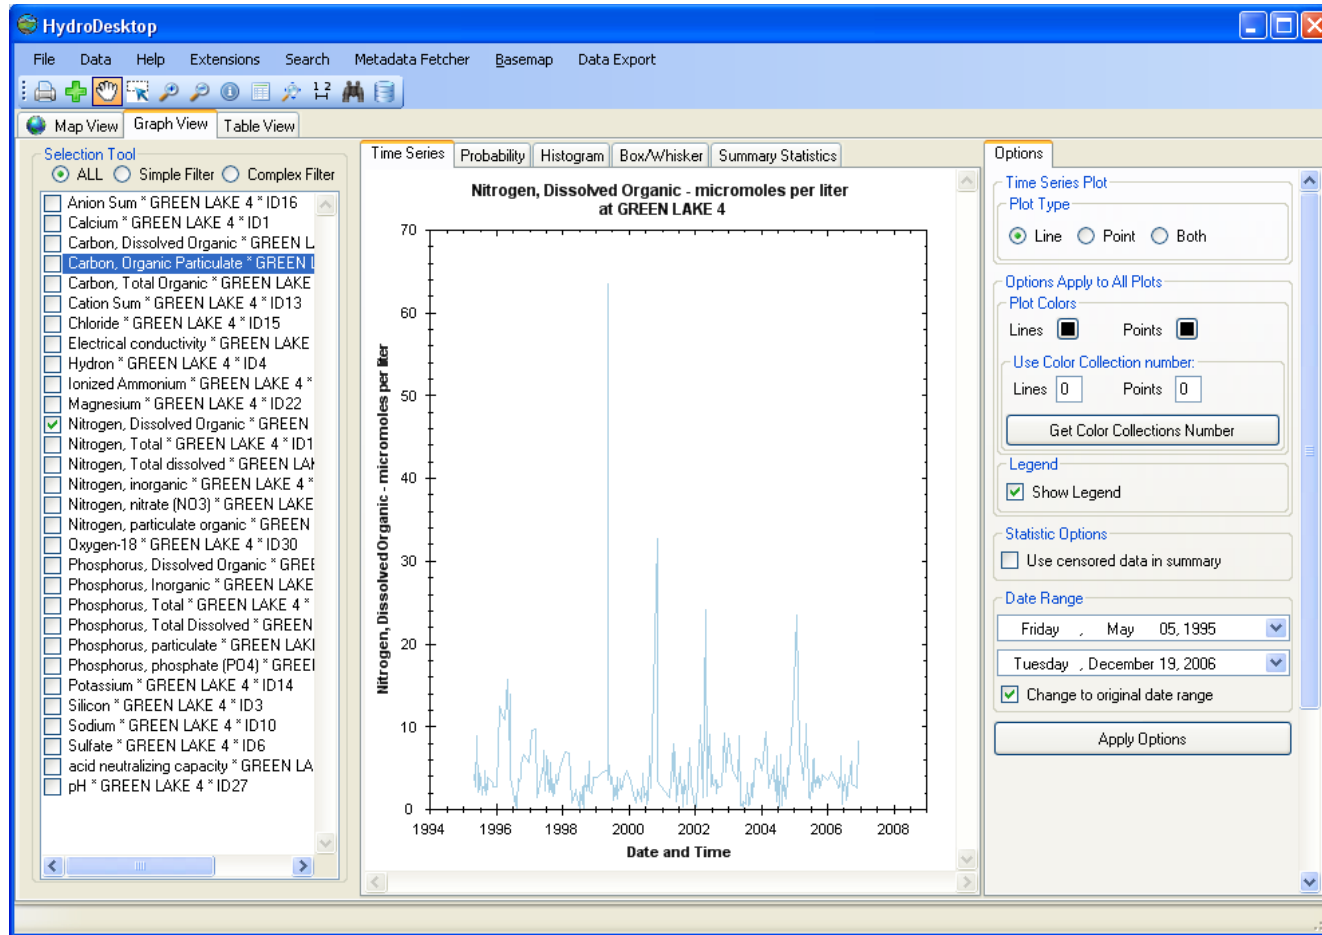 HydroDesktop
File Data Help Extensions Search Metadata Fetcher Basemap Data Export
1 2
Map View Graph View Table View
Selection Tool
ALL Simple Filter Complex Filter
Anion Sum * GREEN LAKE 4 * ID16
Calcium * GREEN LAKE 4 * ID1
Carbon, Dissolved Organic * GREEN L
Carbon, Organic Particulate * GREEN L
Carbon, Total Organic * GREEN LAKE
Cation Sum * GREEN LAKE 4 * ID13
Chloride * GREEN LAKE 4 * ID15
Electrical conductivity * GREEN LAKE
Hydron * GREEN LAKE 4 * ID4
Ionized Ammonium * GREEN LAKE 4 *
Magnesium * GREEN LAKE 4 * ID22
Nitrogen, Dissolved Organic * GREEN
Nitrogen, Total * GREEN LAKE 4 * ID1
Nitrogen, Total dissolved * GREEN LAK
Nitrogen, inorganic * GREEN LAKE 4 *
Nitrogen, nitrate (NO3) * GREEN LAKE
Nitrogen, particulate organic * GREEN
Oxygen-18 * GREEN LAKE 4 * ID30
Phosphorus, Dissolved Organic * GREE
Phosphorus, Inorganic * GREEN LAKE
Phosphorus, Total * GREEN LAKE 4 *
Phosphorus, Total Dissolved * GREEN
Phosphorus, particulate * GREEN LAKE
Phosphorus, phosphate (PO4) * GREEI
Potassium * GREEN LAKE 4 * ID14
Silicon * GREEN LAKE 4 * ID3
Sodium * GREEN LAKE 4 * ID10
Sulfate * GREEN LAKE 4 * ID6
acid neutralizing capacity * GREEN LA
pH * GREEN LAKE 4 * ID27
Time Series Probability Histogram Box/Whisker Summary Statistics
Nitrogen, Dissolved Organic - micromoles per liter
at GREEN LAKE 4
Nitrogen, Dissolved Organic - micromoles per liter
70
60
50
40
30
20
10
0
1994 1996 1998 2000 2002 2004 2006 2008
Date and Time
Options
Time Series Plot
Plot Type
Line Point Both
Options Apply to All Plots
Plot Colors
Lines Points
Use Color Collection number:
Lines 0 Points 0
Get Color Collections Number
Legend
Show Legend
Statistic Options
Use censored data in summary
Date Range
Friday , May 05, 1995
Tuesday , December 19, 2006
Change to original date range
Apply Options